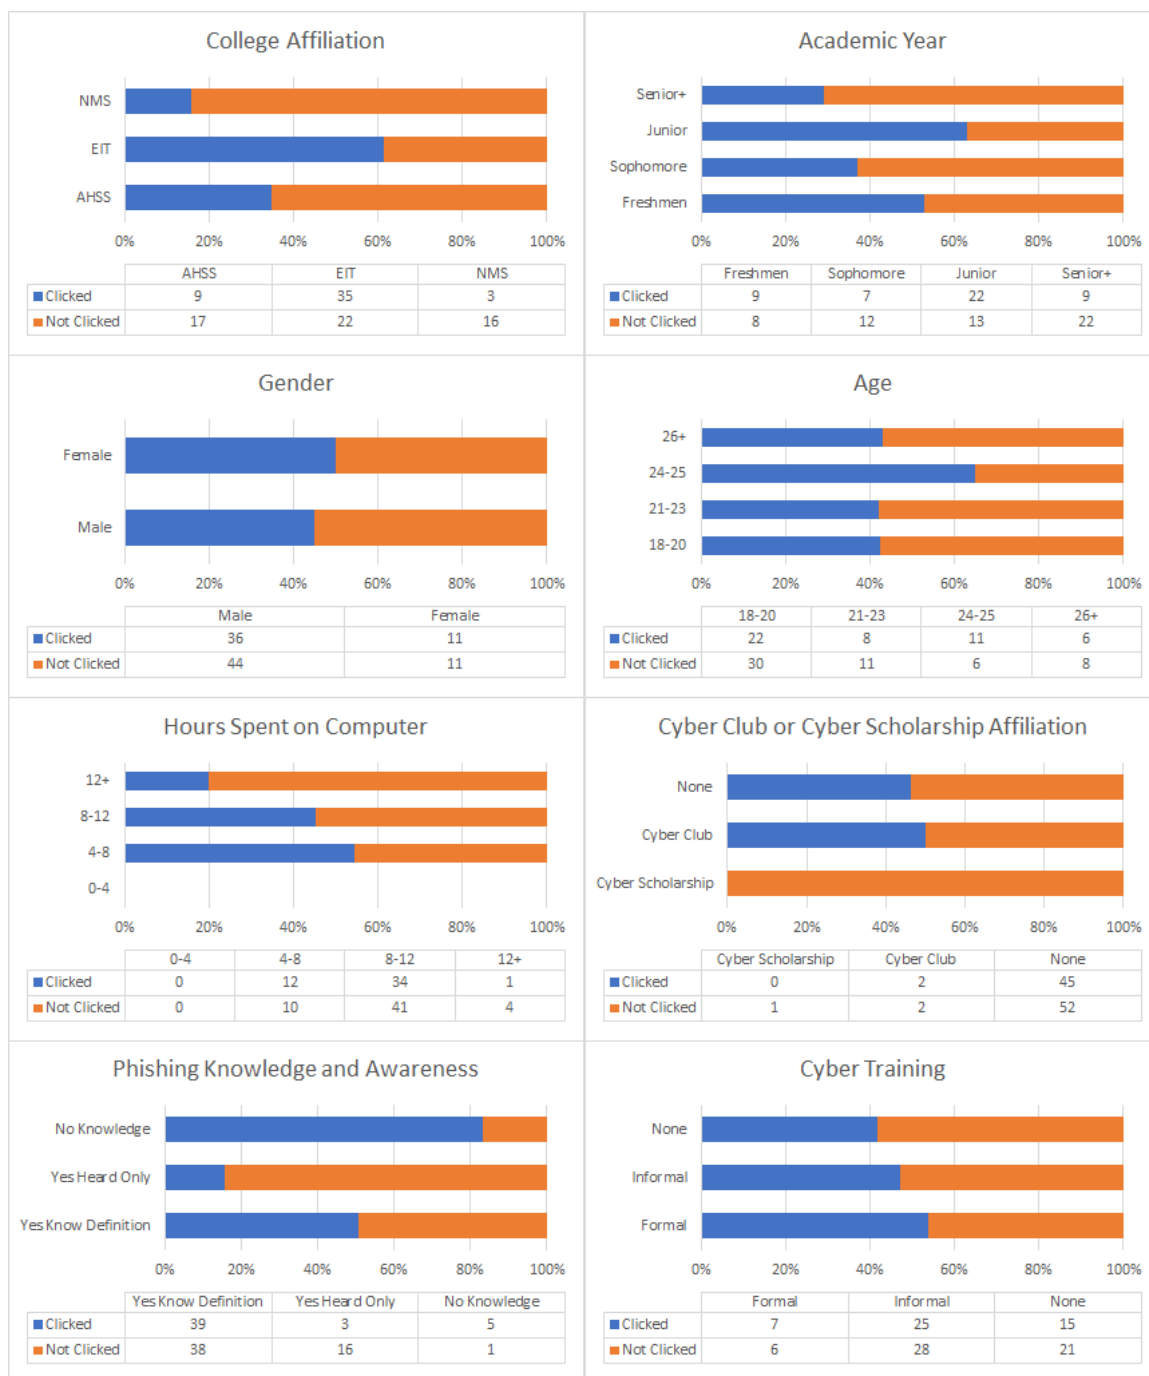 College Affiliation
NMS
EIT
AHSS
0% 20% 40% 60% 80% 100%
AHSS EIT NMS
Clicked 9 35 3
Not Clicked 17 22 16
Academic Year
Senior+
Junior
Sophomore
Freshmen
0% 20% 40% 60% 80% 100%
Freshmen Sophomore Junior Senior+
Clicked 9 7 22 9
Not Clicked 8 12 13 22
Gender
Female
Male
0% 20% 40% 60% 80% 100%
Male Female
Clicked 36 11
Not Clicked 44 11
Age
26+
24-25
21-23
18-20
0% 20% 40% 60% 80% 100%
18-20 21-23 24-25 26+
Clicked 22 8 11 6
Not Clicked 30 11 6 8
Hours Spent on Computer
12+
8-12
4-8
0-4
0% 20% 40% 60% 80% 100%
0-4 4-8 8-12 12+
Clicked 0 12 34 1
Not Clicked 0 10 41 4
Cyber Club or Cyber Scholarship Affiliation
None
Cyber Club
Cyber Scholarship
0% 20% 40% 60% 80% 100%
Cyber Scholarship Cyber Club None
Clicked 0 2 45
Not Clicked 1 2 52
Phishing Knowledge and Awareness
No Knowledge
Yes Heard Only
Yes Know Definition
0% 20% 40% 60% 80% 100%
Yes Know Definition Yes Heard Only No Knowledge
Clicked 39 3 5
Not Clicked 38 16 1
Cyber Training
None
Informal
Formal
0% 20% 40% 60% 80% 100%
Formal Informal None
Clicked 7 25 15
Not Clicked 6 28 21